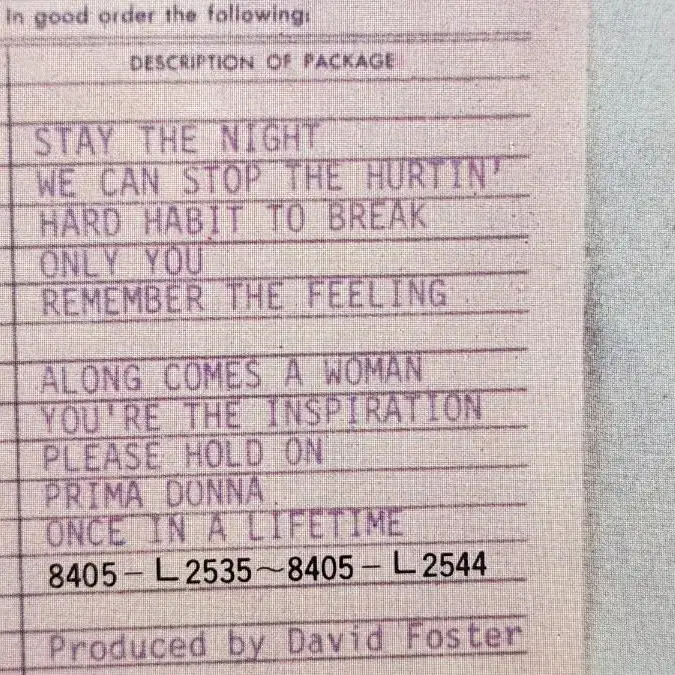 In good order the following:
DESCRIPTION OF PACKAGE
STAY THE NIGHT
WE CAN STOP THE HURTIN'
HARD HABIT TO BREAK
ONLY YOU
REMEMBER THE FEELING
ALONG COMES A WOMAN
YOU'RE THE INSPIRATION
PLEASE HOLD ON
PRIMA DONNA
ONCE IN A LIFETIME
8405-L2535~8405-L2544
Produced by David Foster